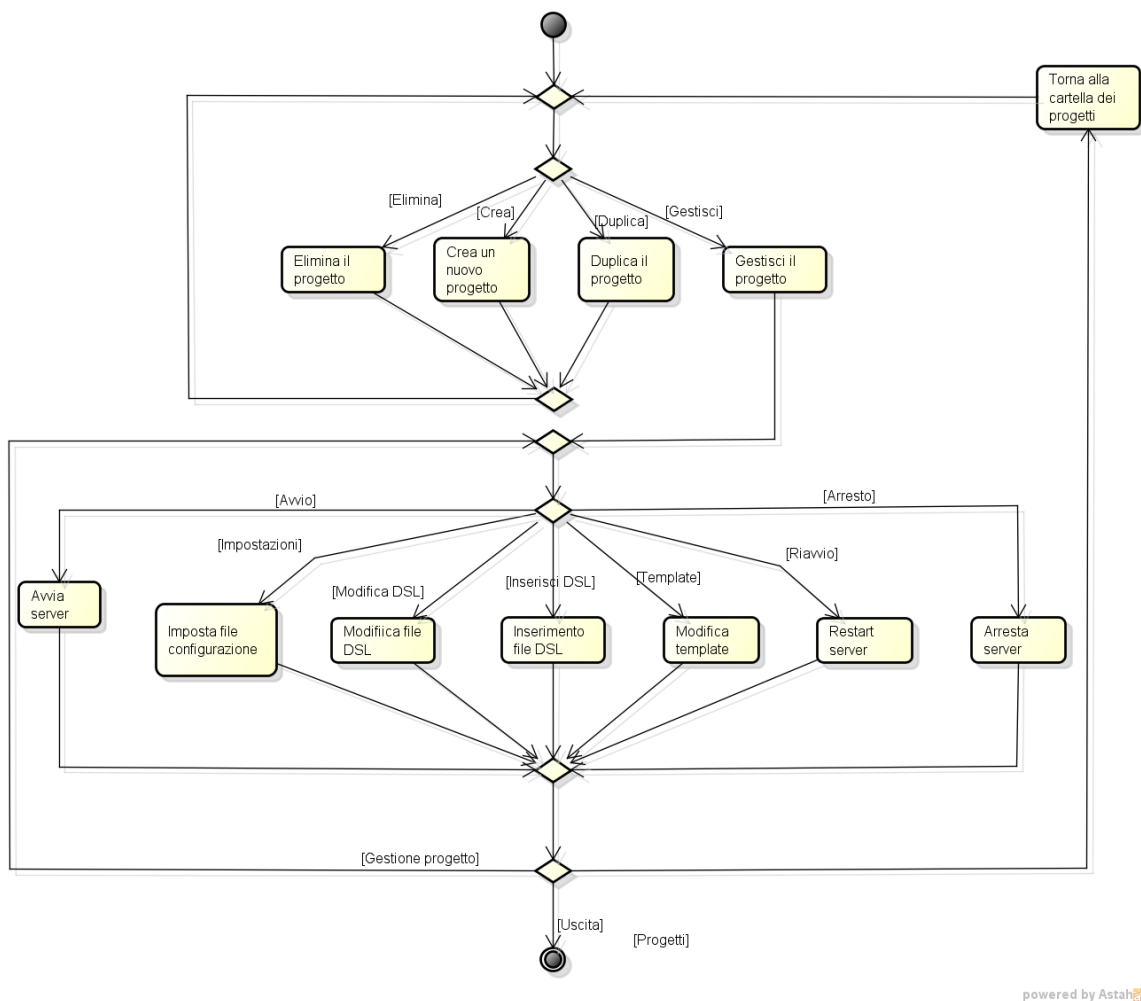 Torna alla
cartella dei
progetti
[Elimina]
[Crea]
[Duplica]
[Gestisci]
Elimina il
progetto
Crea un
nuovo
progetto
Duplica il
progetto
Gestisci il
progetto
[Avvio]
[Arresto]
[Impostazioni]
[Modifica DSL]
[Inserisci DSL]
[Template]
[Riavvio]
Avvia
server
Imposta file
configurazione
Modifiica file
DSL
Inserimento
file DSL
Modifica
template
Restart
server
Arresta
server
[Gestione progetto]
[Uscita]
[Progetti]
powered by Astah